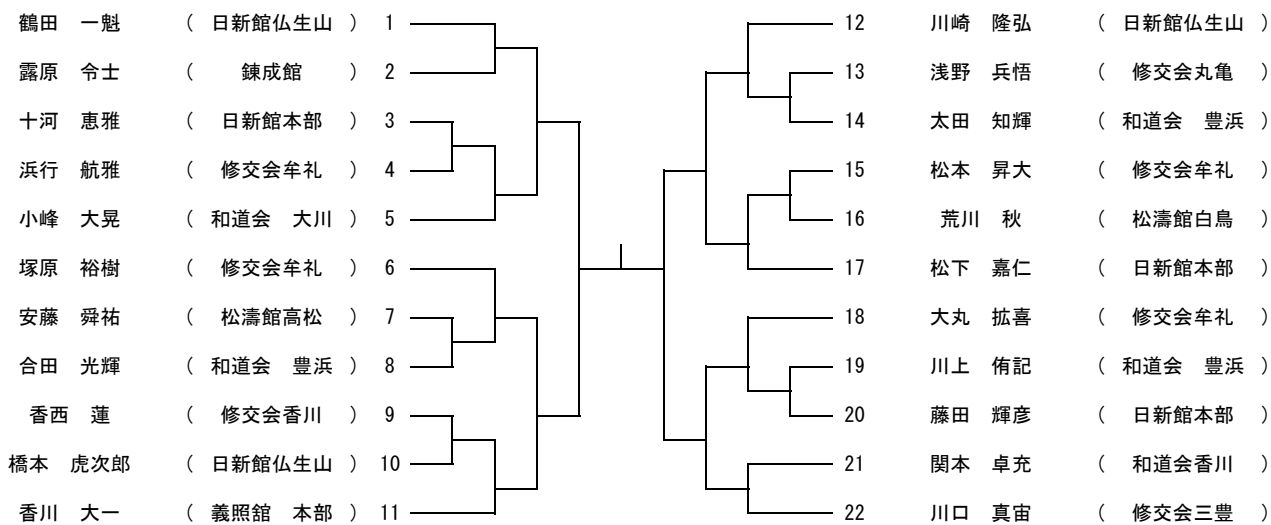 鶴田　一魁 （ 日新館仏生山 ） 1
露原　令士 （ 錬成館 ） 2
十河　恵雅 （ 日新館本部 ） 3
浜行　航雅 （ 修交会牟礼 ） 4
小峰　大晃 （ 和道会　大川 ） 5
塚原　裕樹 （ 修交会牟礼 ） 6
安藤　舜祐 （ 松濤館高松 ） 7
合田　光輝 （ 和道会　豊浜 ） 8
香西　蓮 （ 修交会香川 ） 9
橋本　虎次郎 （ 日新館仏生山 ） 10
香川　大一 （ 義照舘　本部 ） 11
12 川崎　隆弘 （ 日新館仏生山 ）
13 浅野　兵悟 （ 修交会丸亀 ）
14 太田　知輝 （ 和道会　豊浜 ）
15 松本　昇大 （ 修交会牟礼 ）
16 荒川　秋 （ 松濤館白鳥 ）
17 松下　嘉仁 （ 日新館本部 ）
18 大丸　拡喜 （ 修交会牟礼 ）
19 川上　侑記 （ 和道会　豊浜 ）
20 藤田　輝彦 （ 日新館本部 ）
21 関本　卓充 （ 和道会香川 ）
22 川口　真宙 （ 修交会三豊 ）